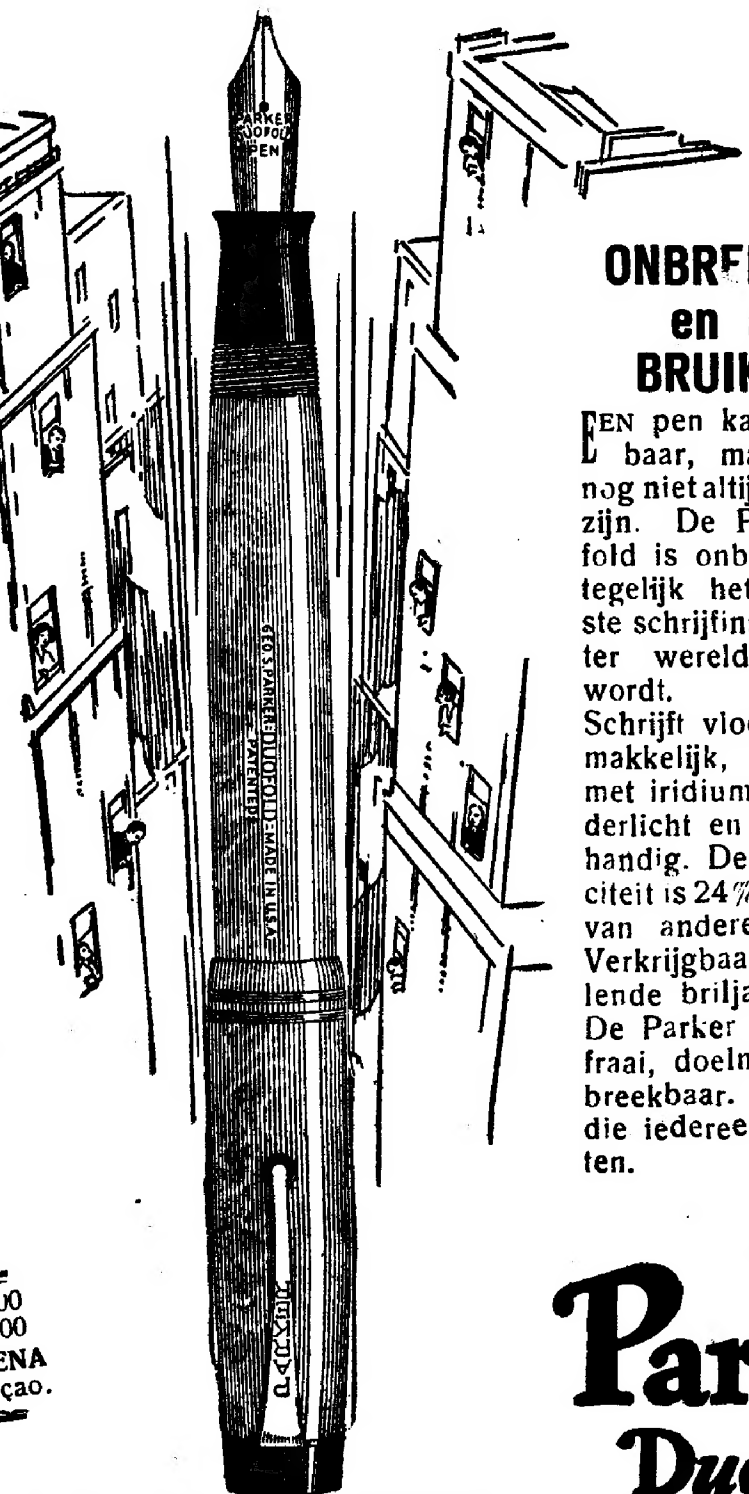 PARKER
DUOFOLD
PEN
GEO.S.PARKER-DUOFOLD-MADE IN U.S.A.
PATENTED
PARKER
en
BRUIK
EEN pen ka
baar, ma
nog niet altij
zijn. De P
fold is onb
tegelijk het
ste schrijfin
ter wereld
wordt.
Schrijft vloe
makkelijk,
met iridium
derlicht en
handig. De
citeit is 24%
van andere
Verkrijgbaa
lende brilja
De Parker
fraai, doeln
breekbaar.
die iederee
ten.
00
00
ENA
çao.
Par
Duo